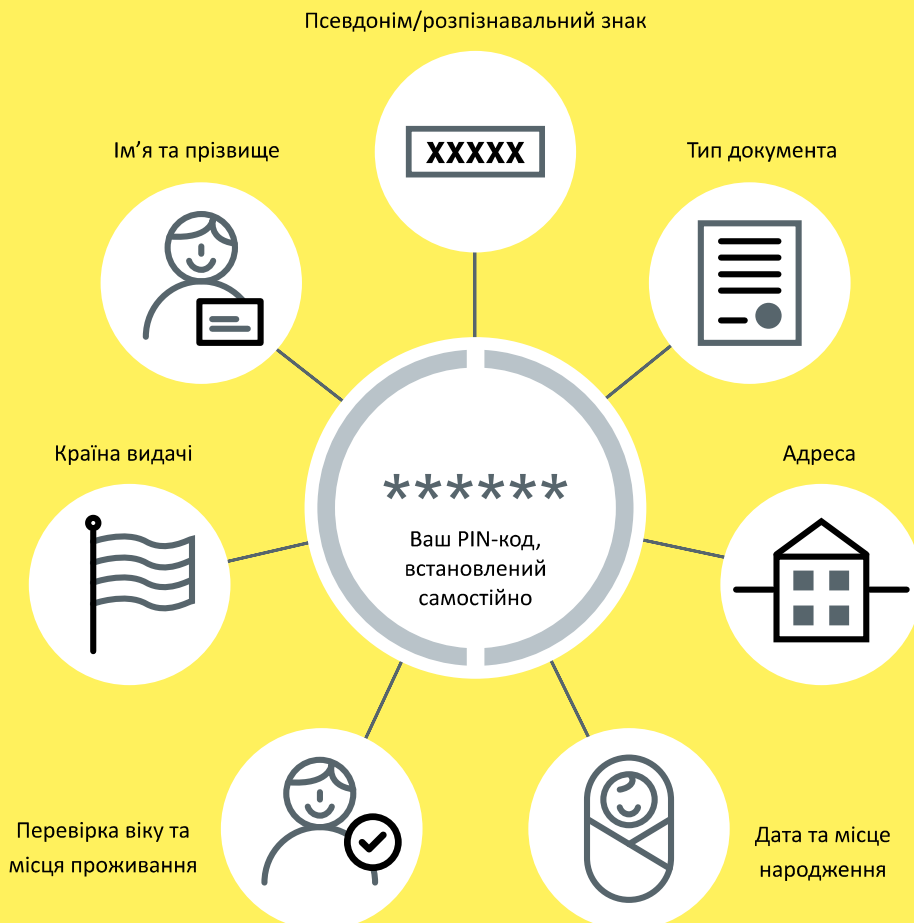 Псевдонім/розпізнавальний знак
XXXXX
Ім’я та прізвище
Тип документа
Країна видачі
Адреса
******
Ваш PIN-код,
встановлений
самостійно
Перевірка віку та
місця проживання
Дата та місце
народження